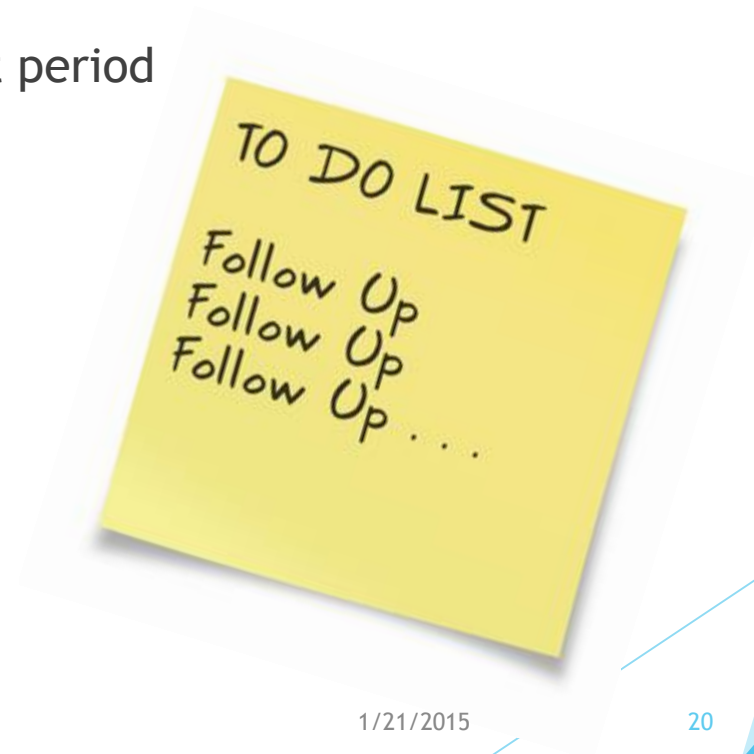 period
TO DO LIST
Follow Up
Follow Up
Follow Up . . .
1/21/2015
20